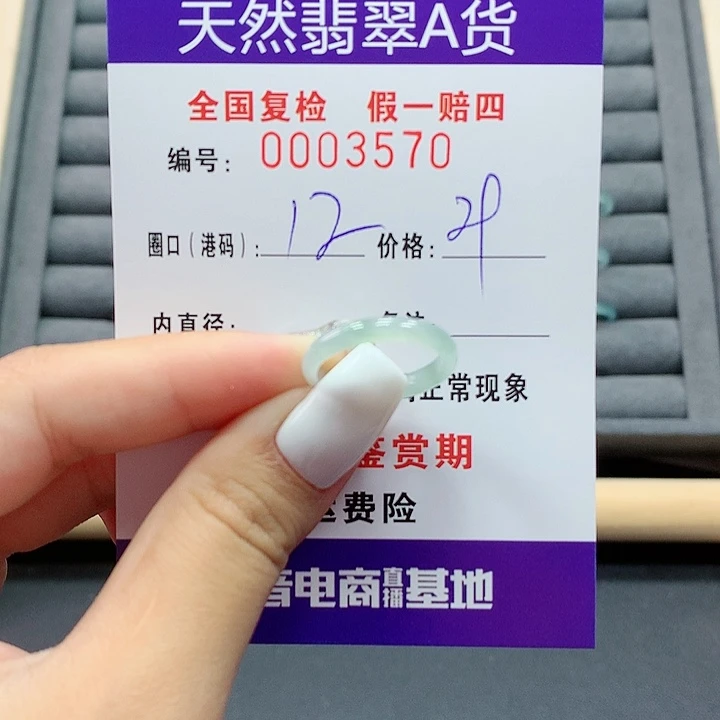 天然翡翠A货
全国复检 假一赔四
编号: 0003570
圈口(港码):12 价格:
内直径:
正常现象
鉴赏期
费险
音电商直播基地